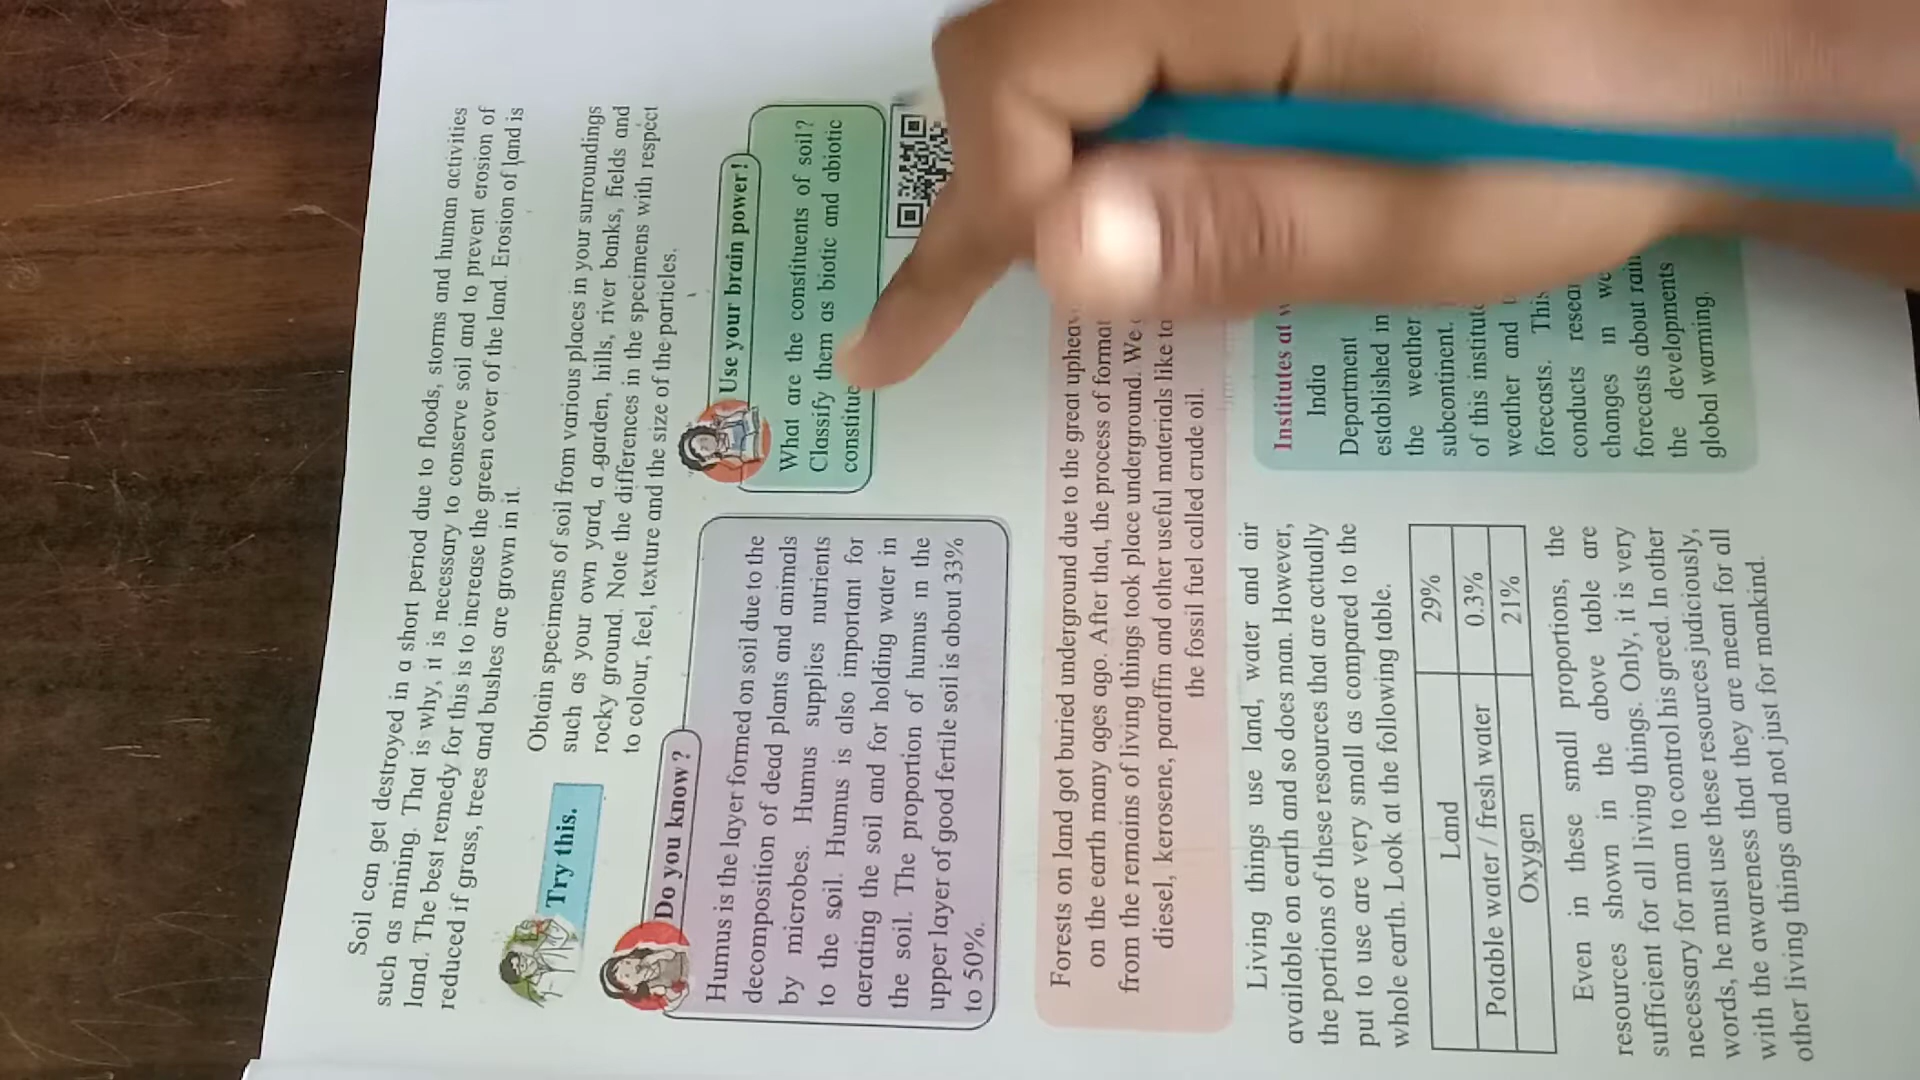 Soil can get destroyed in a short period due to floods, storms and human activities
such as mining. That is why, it is necessary to conserve soil and to prevent erosion of
land. The best remedy for this is to increase the green cover of the land. Erosion of land is
reduced if grass, trees and bushes are grown in it.
Try this.
Obtain specimens of soil from various places in your surroundings
such as your own yard, a garden, hills, river banks, fields and
rocky ground. Note the differences in the specimens with respect
to colour, feel, texture and the size of the particles.
Do you know?
Humus is the layer formed on soil due to the
decomposition of dead plants and animals
by microbes. Humus supplies nutrients
to the soil. Humus is also important for
aerating the soil and for holding water in
the soil. The proportion of humus in the
upper layer of good fertile soil is about 33%
to 50%.
Use your brain power!
What are the constituents of soil?
Classify them as biotic and abiotic
Forests on land got buried underground due to the great
on the earth many ages ago. After that, the process of
from the remains of living things took place underground. We
diesel, kerosene, paraffin and other useful materials like
the fossil fuel called crude oil.
Living things use land, water and air
available on earth and so does man. However,
the portions of these resources that are actually
put to use are very small as compared to the
whole earth. Look at the following table.
Land 29%
Potable water / fresh water 0.3%
Oxygen 21%
Even in these small proportions, the
resources shown in the above table are
sufficient for all living things. Only, it is very
necessary for man to control his greed. In other
words, he must use these resources judiciously,
with the awareness that they are meant for all
other living things and not just for mankind.
Institutes at
India
Department
established in
the weather
subcontinent.
of this
weather and
forecasts.
conducts
changes in
forecasts about
the developments
global warming.